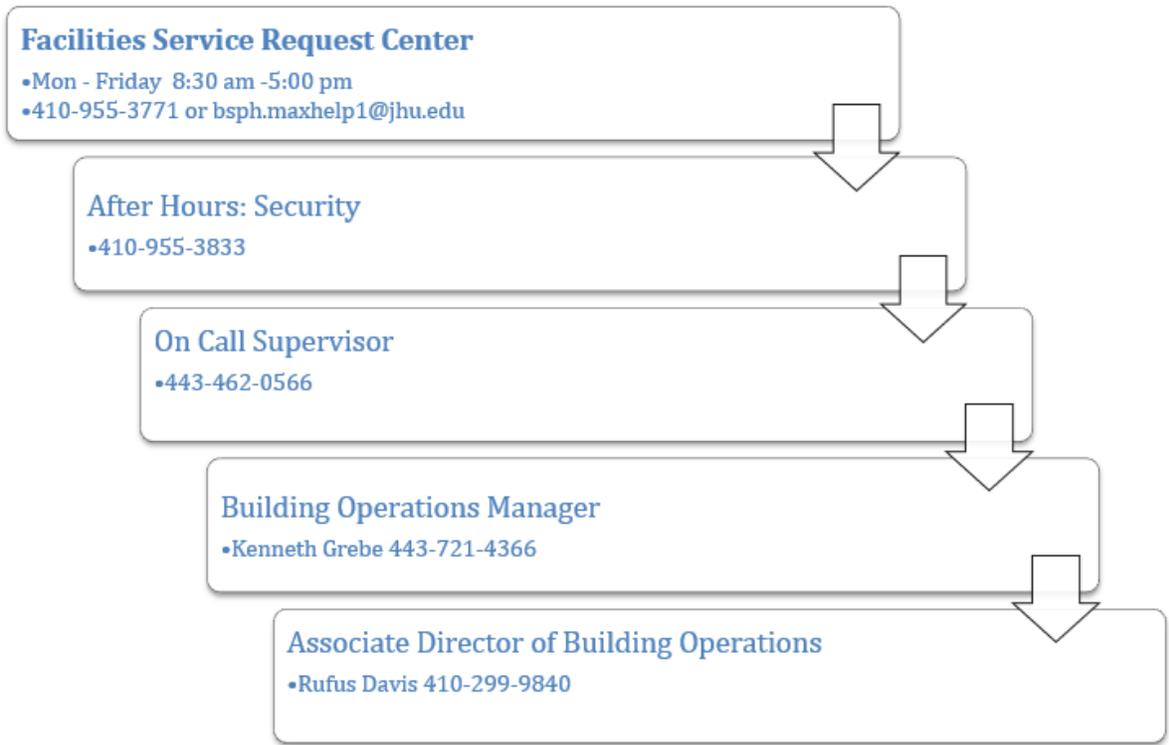 Facilities Service Request Center
•Mon - Friday  8:30 am -5:00 pm
•410-955-3771 or bsph.maxhelp1@jhu.edu
After Hours: Security
•410-955-3833
On Call Supervisor
•443-462-0566
Building Operations Manager
•Kenneth Grebe 443-721-4366
Associate Director of Building Operations
•Rufus Davis 410-299-9840